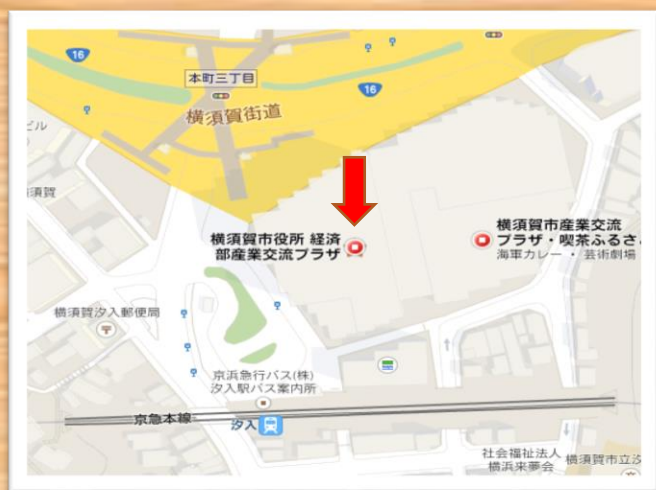 16
本町三丁目
16
横須賀街道
ビル
須賀
横須賀市役所 経済
部産業交流プラザ
横須賀市産業交流
プラザ・喫茶ふるさ
海軍カレー ・ 芸術劇場
横須賀汐入郵便局
京浜急行バス(株)
汐入駅バス案内所
京急本線
汐入
社会福祉法人
横浜来夢会
横須賀市立汐